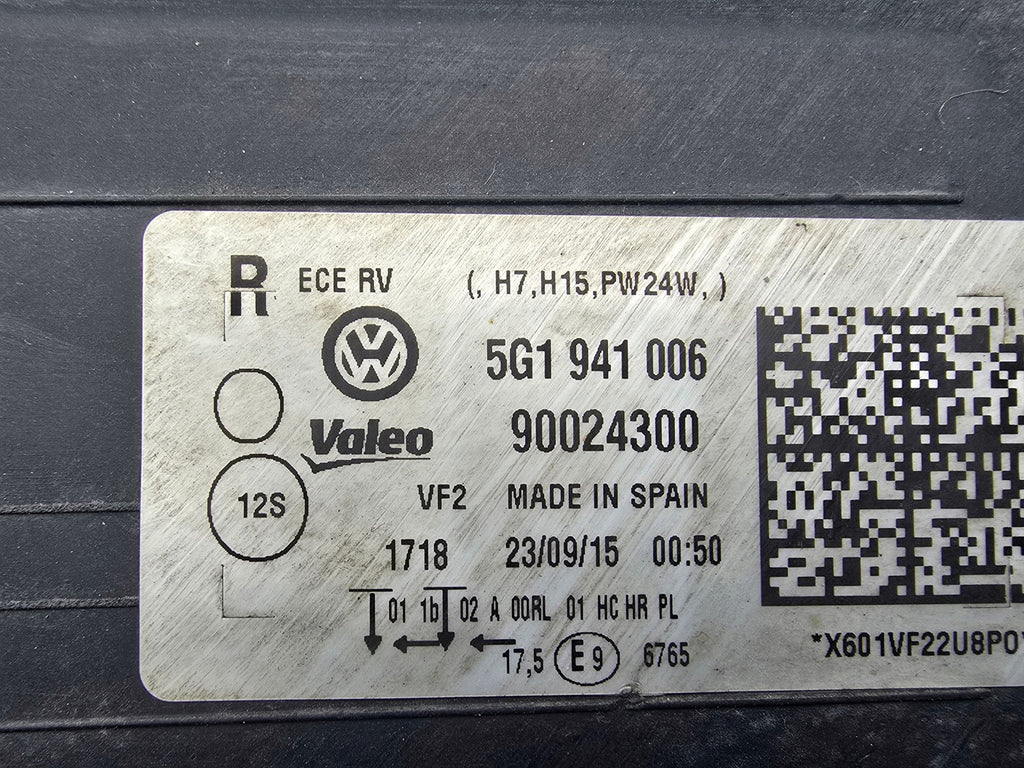 R ECE RV (, H7,H15,PW24W, )
5G1 941 006
Valeo 90024300
12S VF2 MADE IN SPAIN
1718 23/09/15 00:50
01 1b 02 A 00RL 01 HC HR PL
17,5 E 9 6765
*X601VF22U8P0